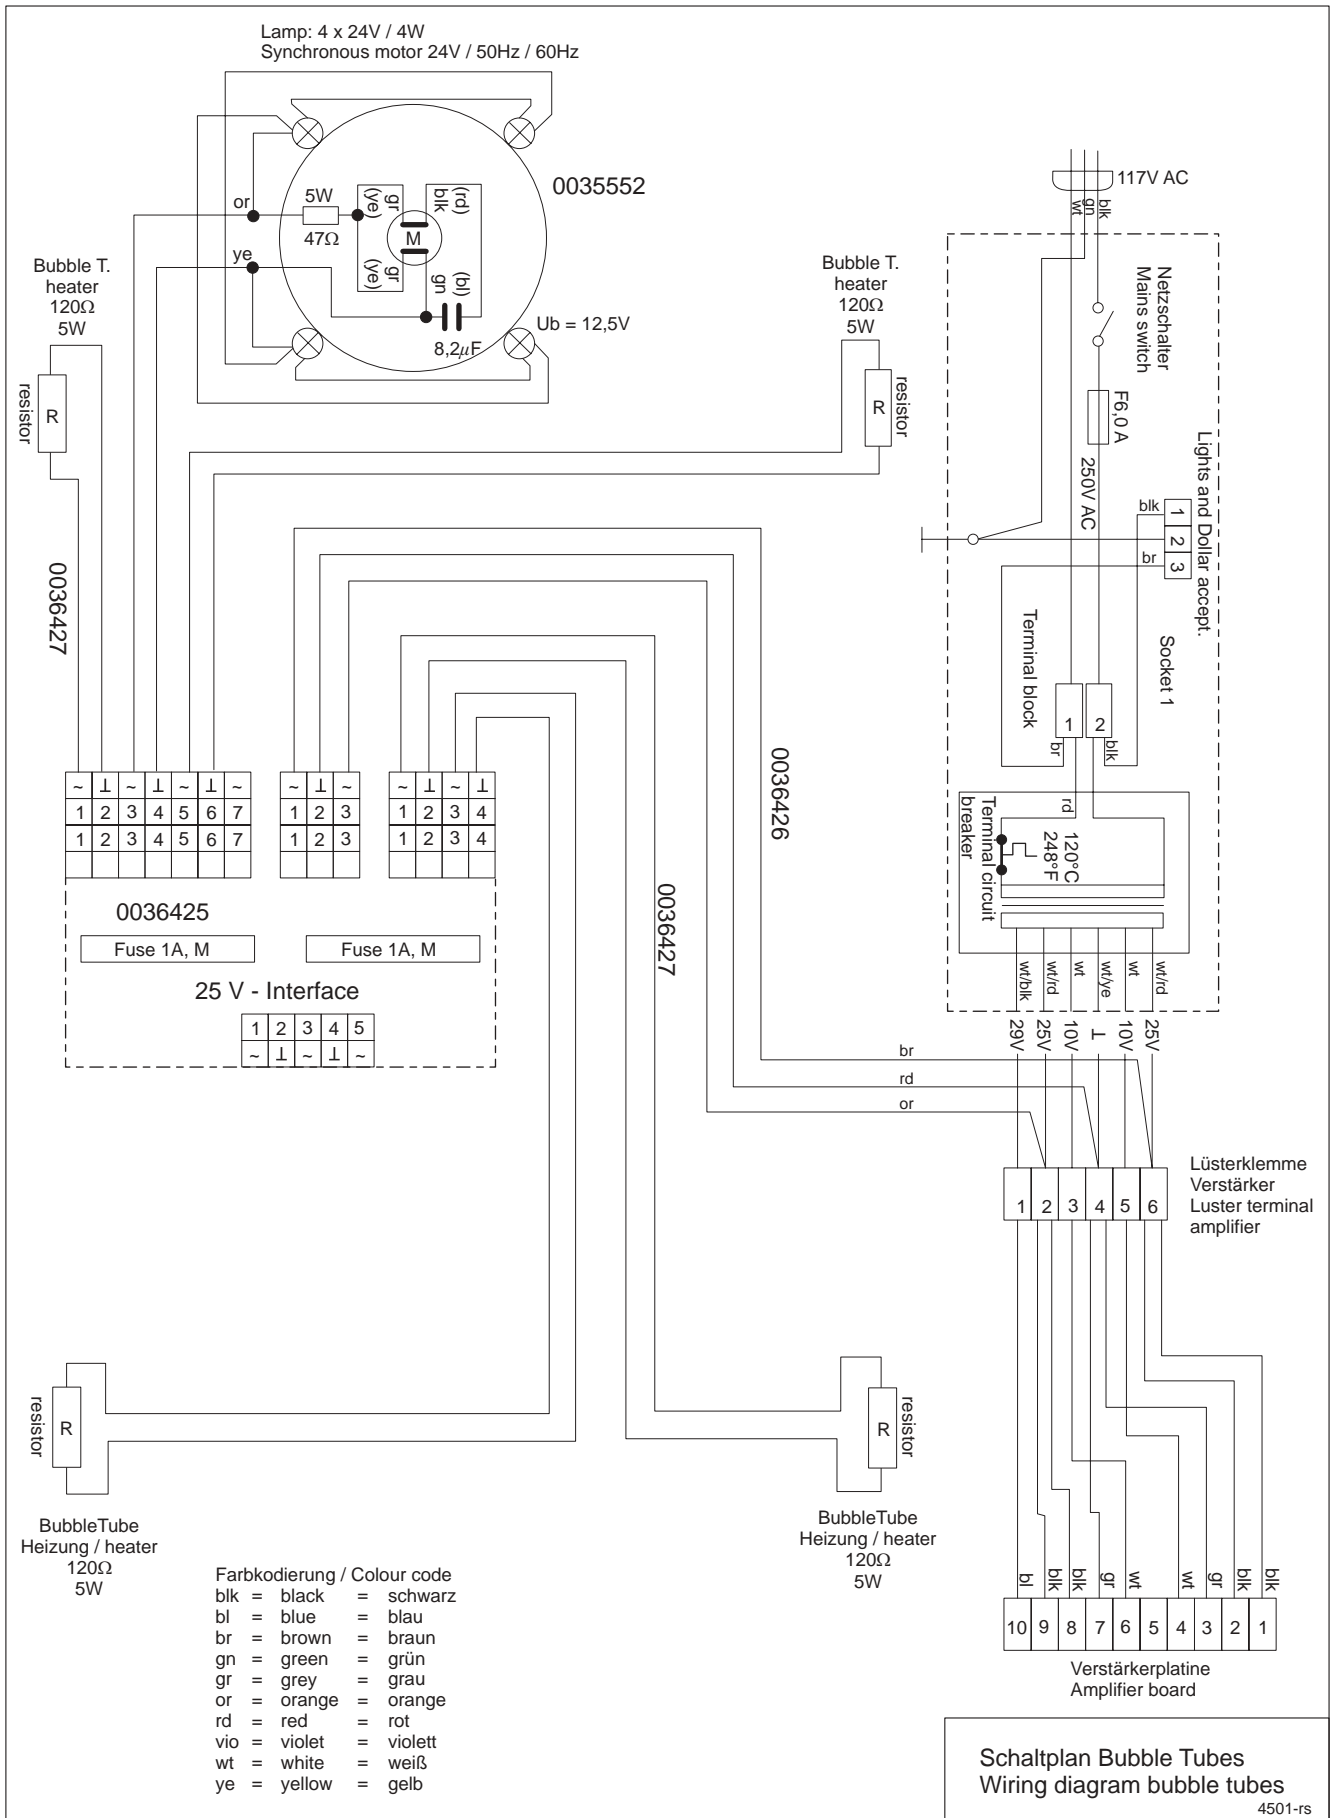 Lamp: 4 x 24V / 4W
Synchronous motor 24V / 50Hz / 60Hz
0035552
or
5W
47Ω
(ye)
gr
blk
(rd)
M
ye
(ye)
gr
gn
(bl)
8,2µF
Ub = 12,5V
Bubble T.
heater
120Ω
5W
resistor
R
0036427
Bubble T.
heater
120Ω
5W
R
resistor
117V AC
wt
gn
blk
Netzschalter
Mains switch
F6,0 A
250V AC
Lights and Dollar accept.
blk
1
2
br
3
Socket 1
Terminal block
1
2
br
blk
rd
Terminal circuit
breaker
120°C
248°F
wt/blk
wt/rd
wt
wt/ye
wt
wt/rd
29V
25V
10V
⊥
10V
25V
~ ⊥ ~ ⊥ ~ ⊥ ~
1 2 3 4 5 6 7
1 2 3 4 5 6 7
~ ⊥ ~
1 2 3
1 2 3
~ ⊥ ~ ⊥
1 2 3 4
1 2 3 4
0036425
Fuse 1A, M
Fuse 1A, M
25 V - Interface
1 2 3 4 5
~ ⊥ ~ ⊥ ~
0036426
0036427
br
rd
or
1 2 3 4 5 6
Lüsterklemme
Verstärker
Luster terminal
amplifier
resistor
R
BubbleTube
Heizung / heater
120Ω
5W
R
resistor
BubbleTube
Heizung / heater
120Ω
5W
bl
blk
blk
gr
wt
wt
gr
blk
blk
10 9 8 7 6 5 4 3 2 1
Verstärkerplatine
Amplifier board
Farbkodierung / Colour code
blk = black = schwarz
bl = blue = blau
br = brown = braun
gn = green = grün
gr = grey = grau
or = orange = orange
rd = red = rot
vio = violet = violett
wt = white = weiß
ye = yellow = gelb
Schaltplan Bubble Tubes
Wiring diagram bubble tubes
4501-rs